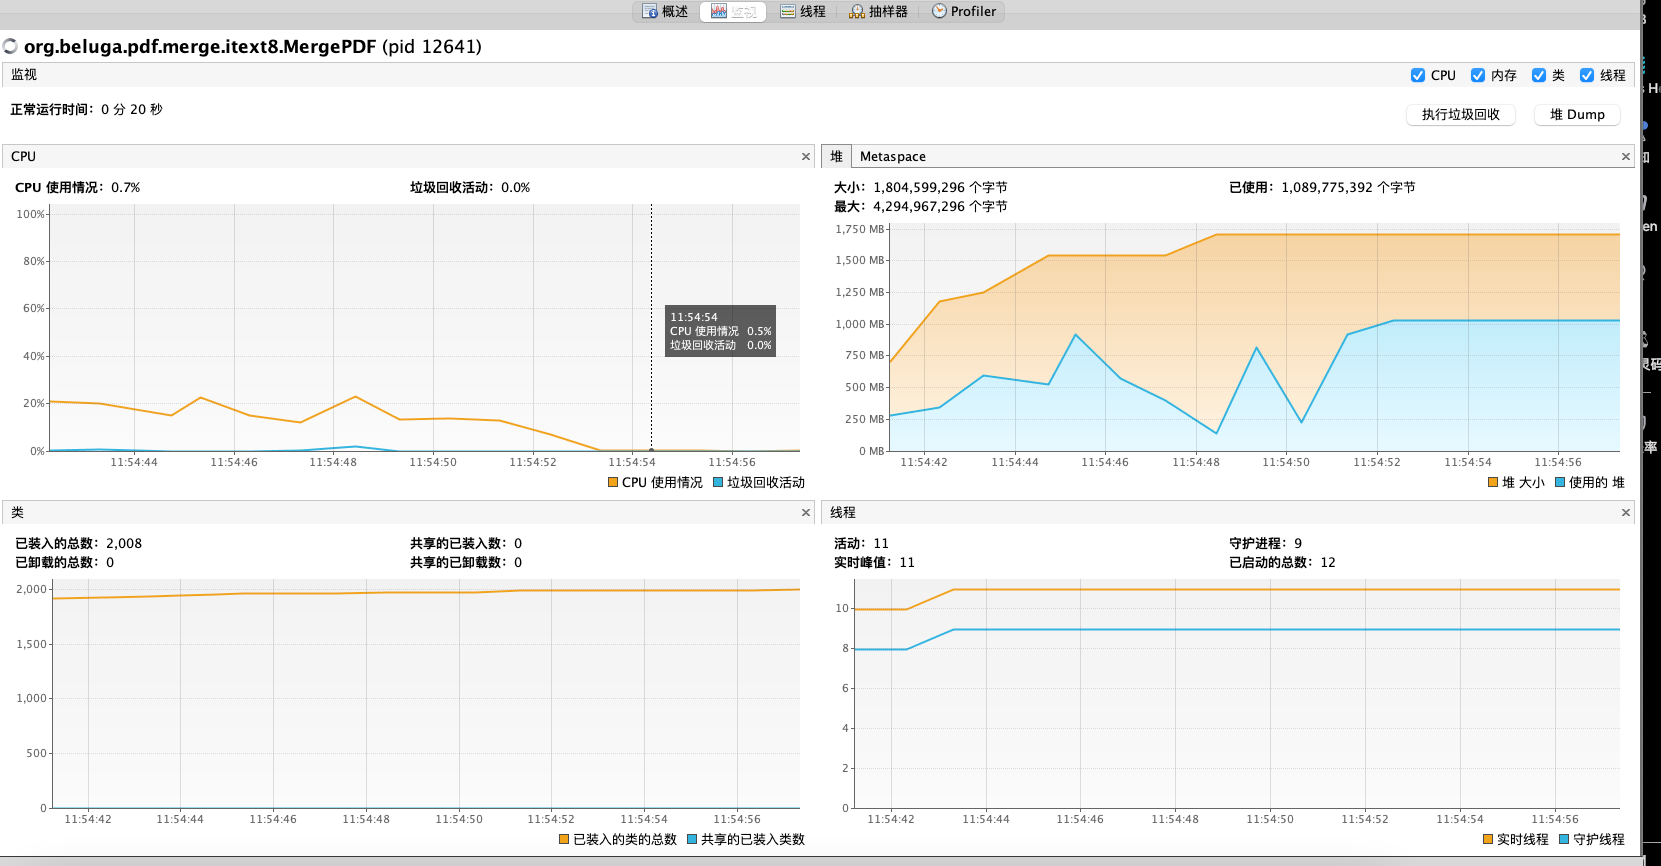 概述 监视 线程 抽样器 Profiler
org.beluga.pdf.merge.itext8.MergePDF (pid 12641)
监视
CPU 内存 类 线程
正常运行时间: 0 分 20 秒
执行垃圾回收 堆 Dump
CPU
CPU 使用情况: 0.7% 垃圾回收活动: 0.0%
100%
80%
60%
40%
20%
0%
11:54:54
CPU 使用情况 0.5%
垃圾回收活动 0.0%
11:54:44 11:54:46 11:54:48 11:54:50 11:54:52 11:54:54 11:54:56
CPU 使用情况 垃圾回收活动
堆 Metaspace
大小: 1,804,599,296 个字节 已使用: 1,089,775,392 个字节
最大: 4,294,967,296 个字节
1,750 MB
1,500 MB
1,250 MB
1,000 MB
750 MB
500 MB
250 MB
0 MB
11:54:42 11:54:44 11:54:46 11:54:48 11:54:50 11:54:52 11:54:54 11:54:56
堆 大小 使用的 堆
类
已装入的总数: 2,008 共享的已装入数: 0
已卸载的总数: 0 共享的已卸载数: 0
2,000
1,500
1,000
500
0
11:54:42 11:54:44 11:54:46 11:54:48 11:54:50 11:54:52 11:54:54 11:54:56
已装入的类的总数 共享的已装入类数
线程
活动: 11 守护进程: 9
实时峰值: 11 已启动的总数: 12
10
8
6
4
2
0
11:54:42 11:54:44 11:54:46 11:54:48 11:54:50 11:54:52 11:54:54 11:54:56
实时线程 守护线程
en
率